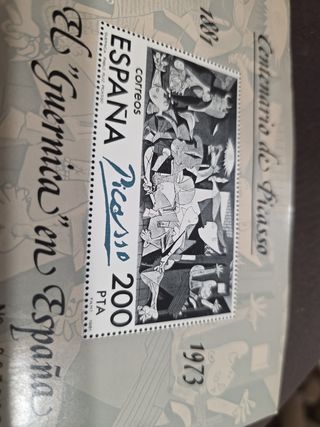 Centenario de Picasso
1881
1973
CORREOS
ESPAÑA
Picasso
200
PTA
El "Guernica" en España